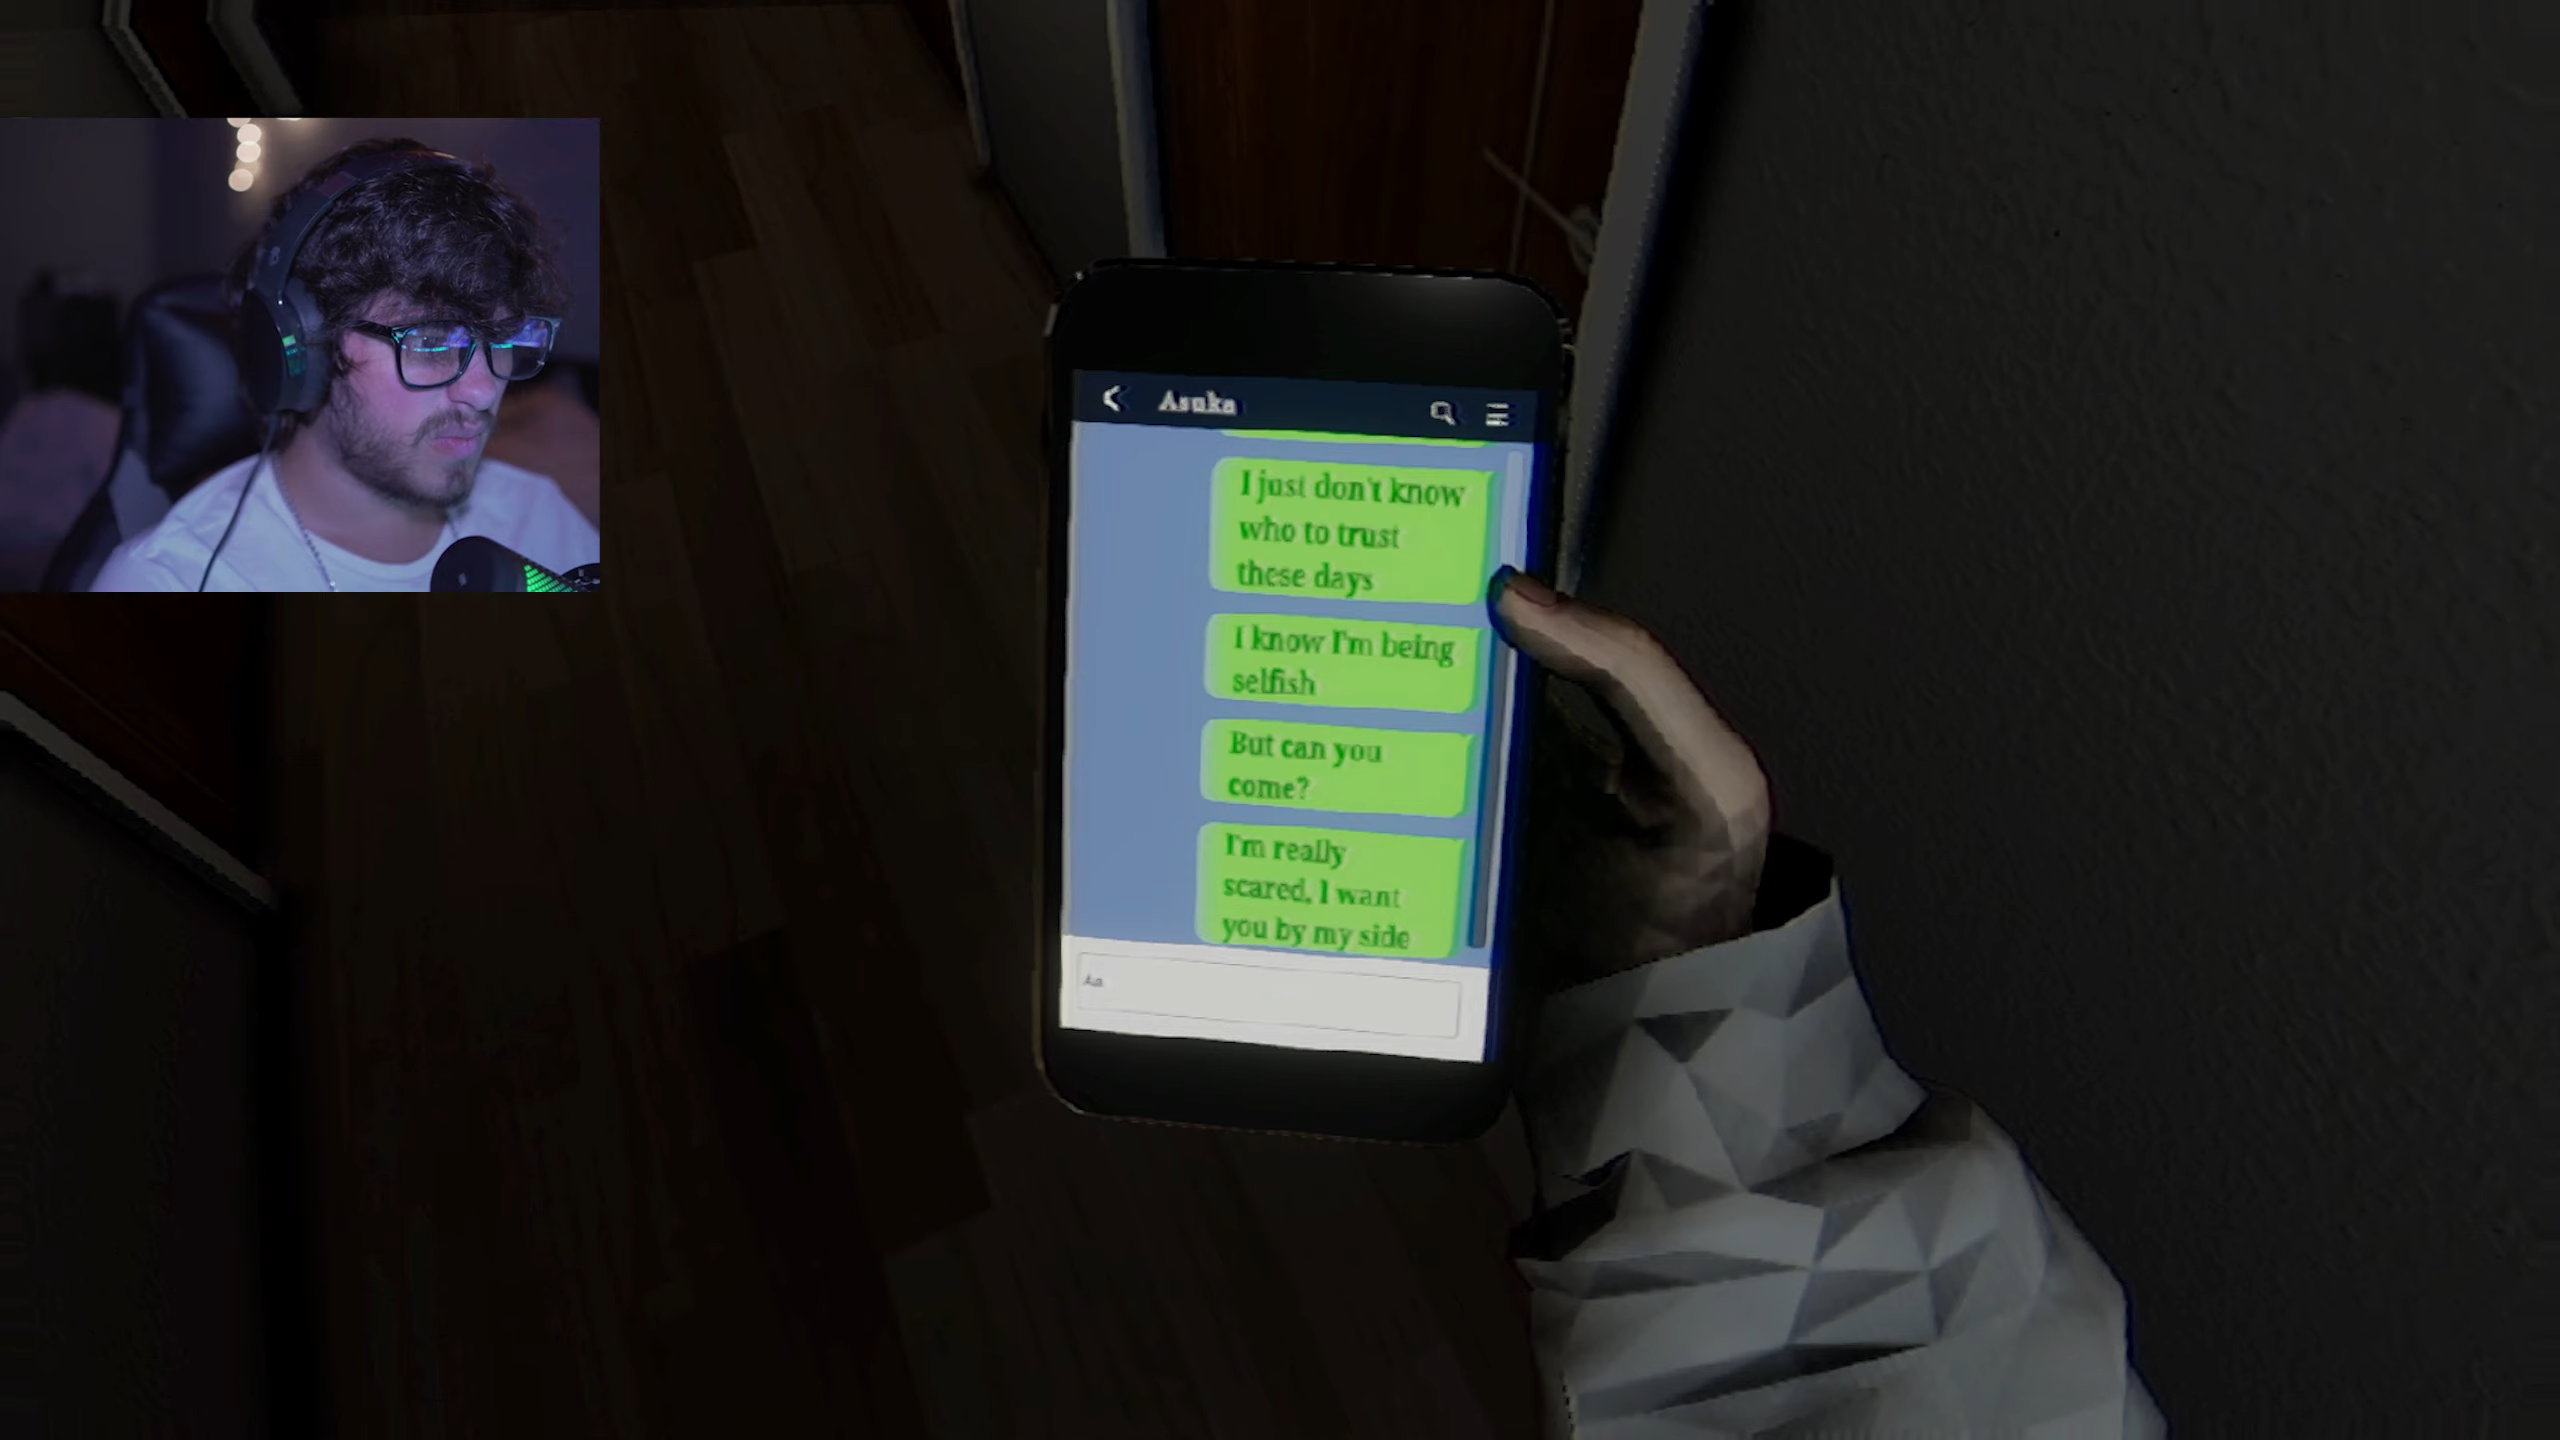 Asuka
I just don't know
who to trust
these days
I know I'm being
selfish
But can you
come?
I'm really
scared, I want
you by my side
Aa